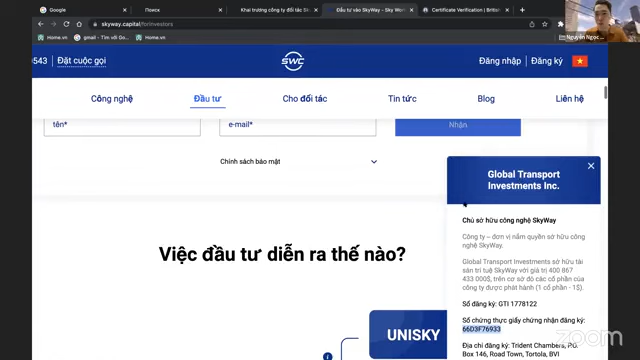 Google
Поиск
Khai trương công ty đối tác Sk
Đầu tư vào SkyWay - Sky Wor
Certificate Verification | Britis
skyway.capital/forinvestors
Home.vn
gmail - Tìm với Go...
Home.vn
Nguyen Ngoc
0543
Đặt cuộc gọi
SWC
Đăng nhập
Đăng ký
Công nghệ
Đầu tư
Cho đối tác
Tin tức
Blog
Liên hệ
tên*
e-mail*
Nhận
Chính sách bảo mật
Global Transport
Investments Inc.
Chủ sở hữu công nghệ SkyWay
Công ty – đơn vị nắm quyền sở hữu công
nghệ SkyWay.
Global Transport Investments sở hữu tài
sản trí tuệ SkyWay với giá trị 400 867
433 000$, trên cơ sở đó các cổ phần của
công ty được phát hành (1 cổ phần - 1$).
Số đăng ký: GTI 1778122
Số chứng thực giấy chứng nhận đăng ký:
66D3F76933
Địa chỉ đăng ký: Trident Chambers, P.O.
Box 146, Road Town, Tortola, BVI
Việc đầu tư diễn ra thế nào?
UNISKY
zoom